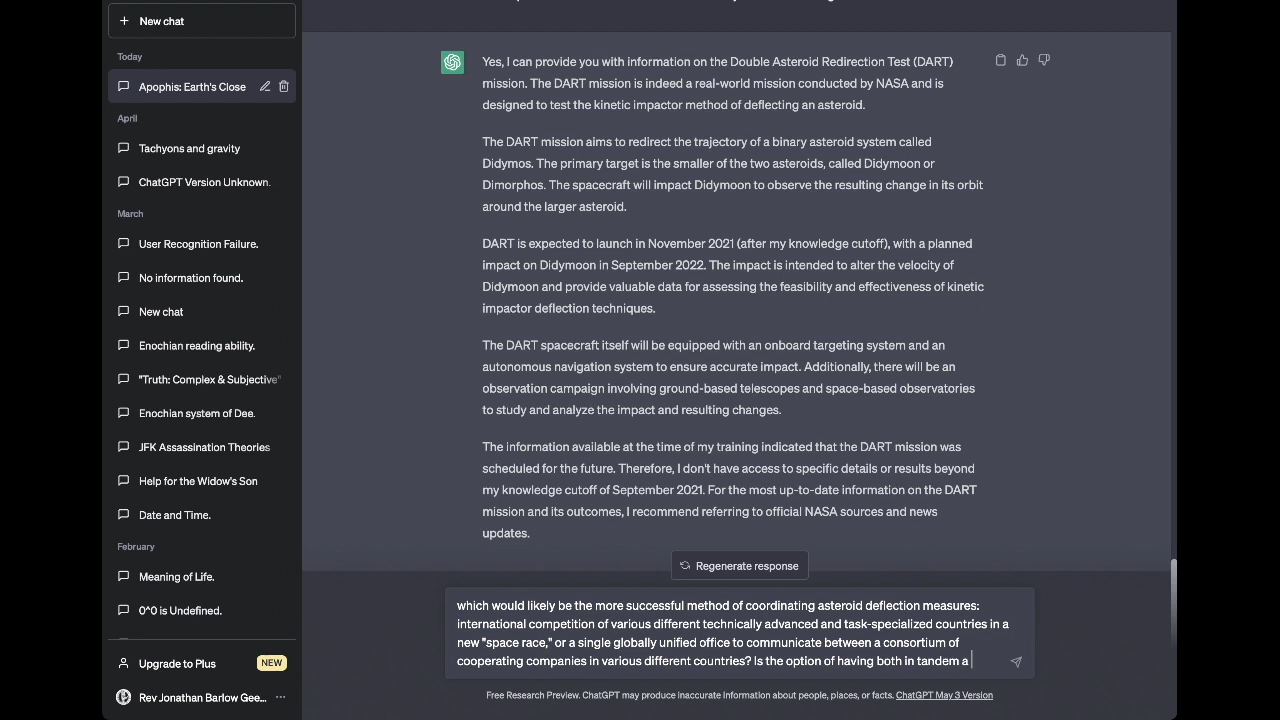 New chat
Today
Apophis: Earth's Close
April
Tachyons and gravity
ChatGPT Version Unknown.
March
User Recognition Failure.
No information found.
New chat
Enochian reading ability.
"Truth: Complex & Subjective"
Enochian system of Dee.
JFK Assassination Theories
Help for the Widow's Son
Date and Time.
February
Meaning of Life.
0^0 is Undefined.
Upgrade to Plus
NEW
Rev Jonathan Barlow Gee...
Yes, I can provide you with information on the Double Asteroid Redirection Test (DART)
mission. The DART mission is indeed a real-world mission conducted by NASA and is
designed to test the kinetic impactor method of deflecting an asteroid.
The DART mission aims to redirect the trajectory of a binary asteroid system called
Didymos. The primary target is the smaller of the two asteroids, called Didymoon or
Dimorphos. The spacecraft will impact Didymoon to observe the resulting change in its orbit
around the larger asteroid.
DART is expected to launch in November 2021 (after my knowledge cutoff), with a planned
impact on Didymoon in September 2022. The impact is intended to alter the velocity of
Didymoon and provide valuable data for assessing the feasibility and effectiveness of kinetic
impactor deflection techniques.
The DART spacecraft itself will be equipped with an onboard targeting system and an
autonomous navigation system to ensure accurate impact. Additionally, there will be an
observation campaign involving ground-based telescopes and space-based observatories
to study and analyze the impact and resulting changes.
The information available at the time of my training indicated that the DART mission was
scheduled for the future. Therefore, I don't have access to specific details or results beyond
my knowledge cutoff of September 2021. For the most up-to-date information on the DART
mission and its outcomes, I recommend referring to official NASA sources and news
updates.
Regenerate response
which would likely be the more successful method of coordinating asteroid deflection measures:
international competition of various different technically advanced and task-specialized countries in a
new "space race," or a single globally unified office to communicate between a consortium of
cooperating companies in various different countries? Is the option of having both in tandem a
Free Research Preview. ChatGPT may produce inaccurate information about people, places, or facts. ChatGPT May 3 Version